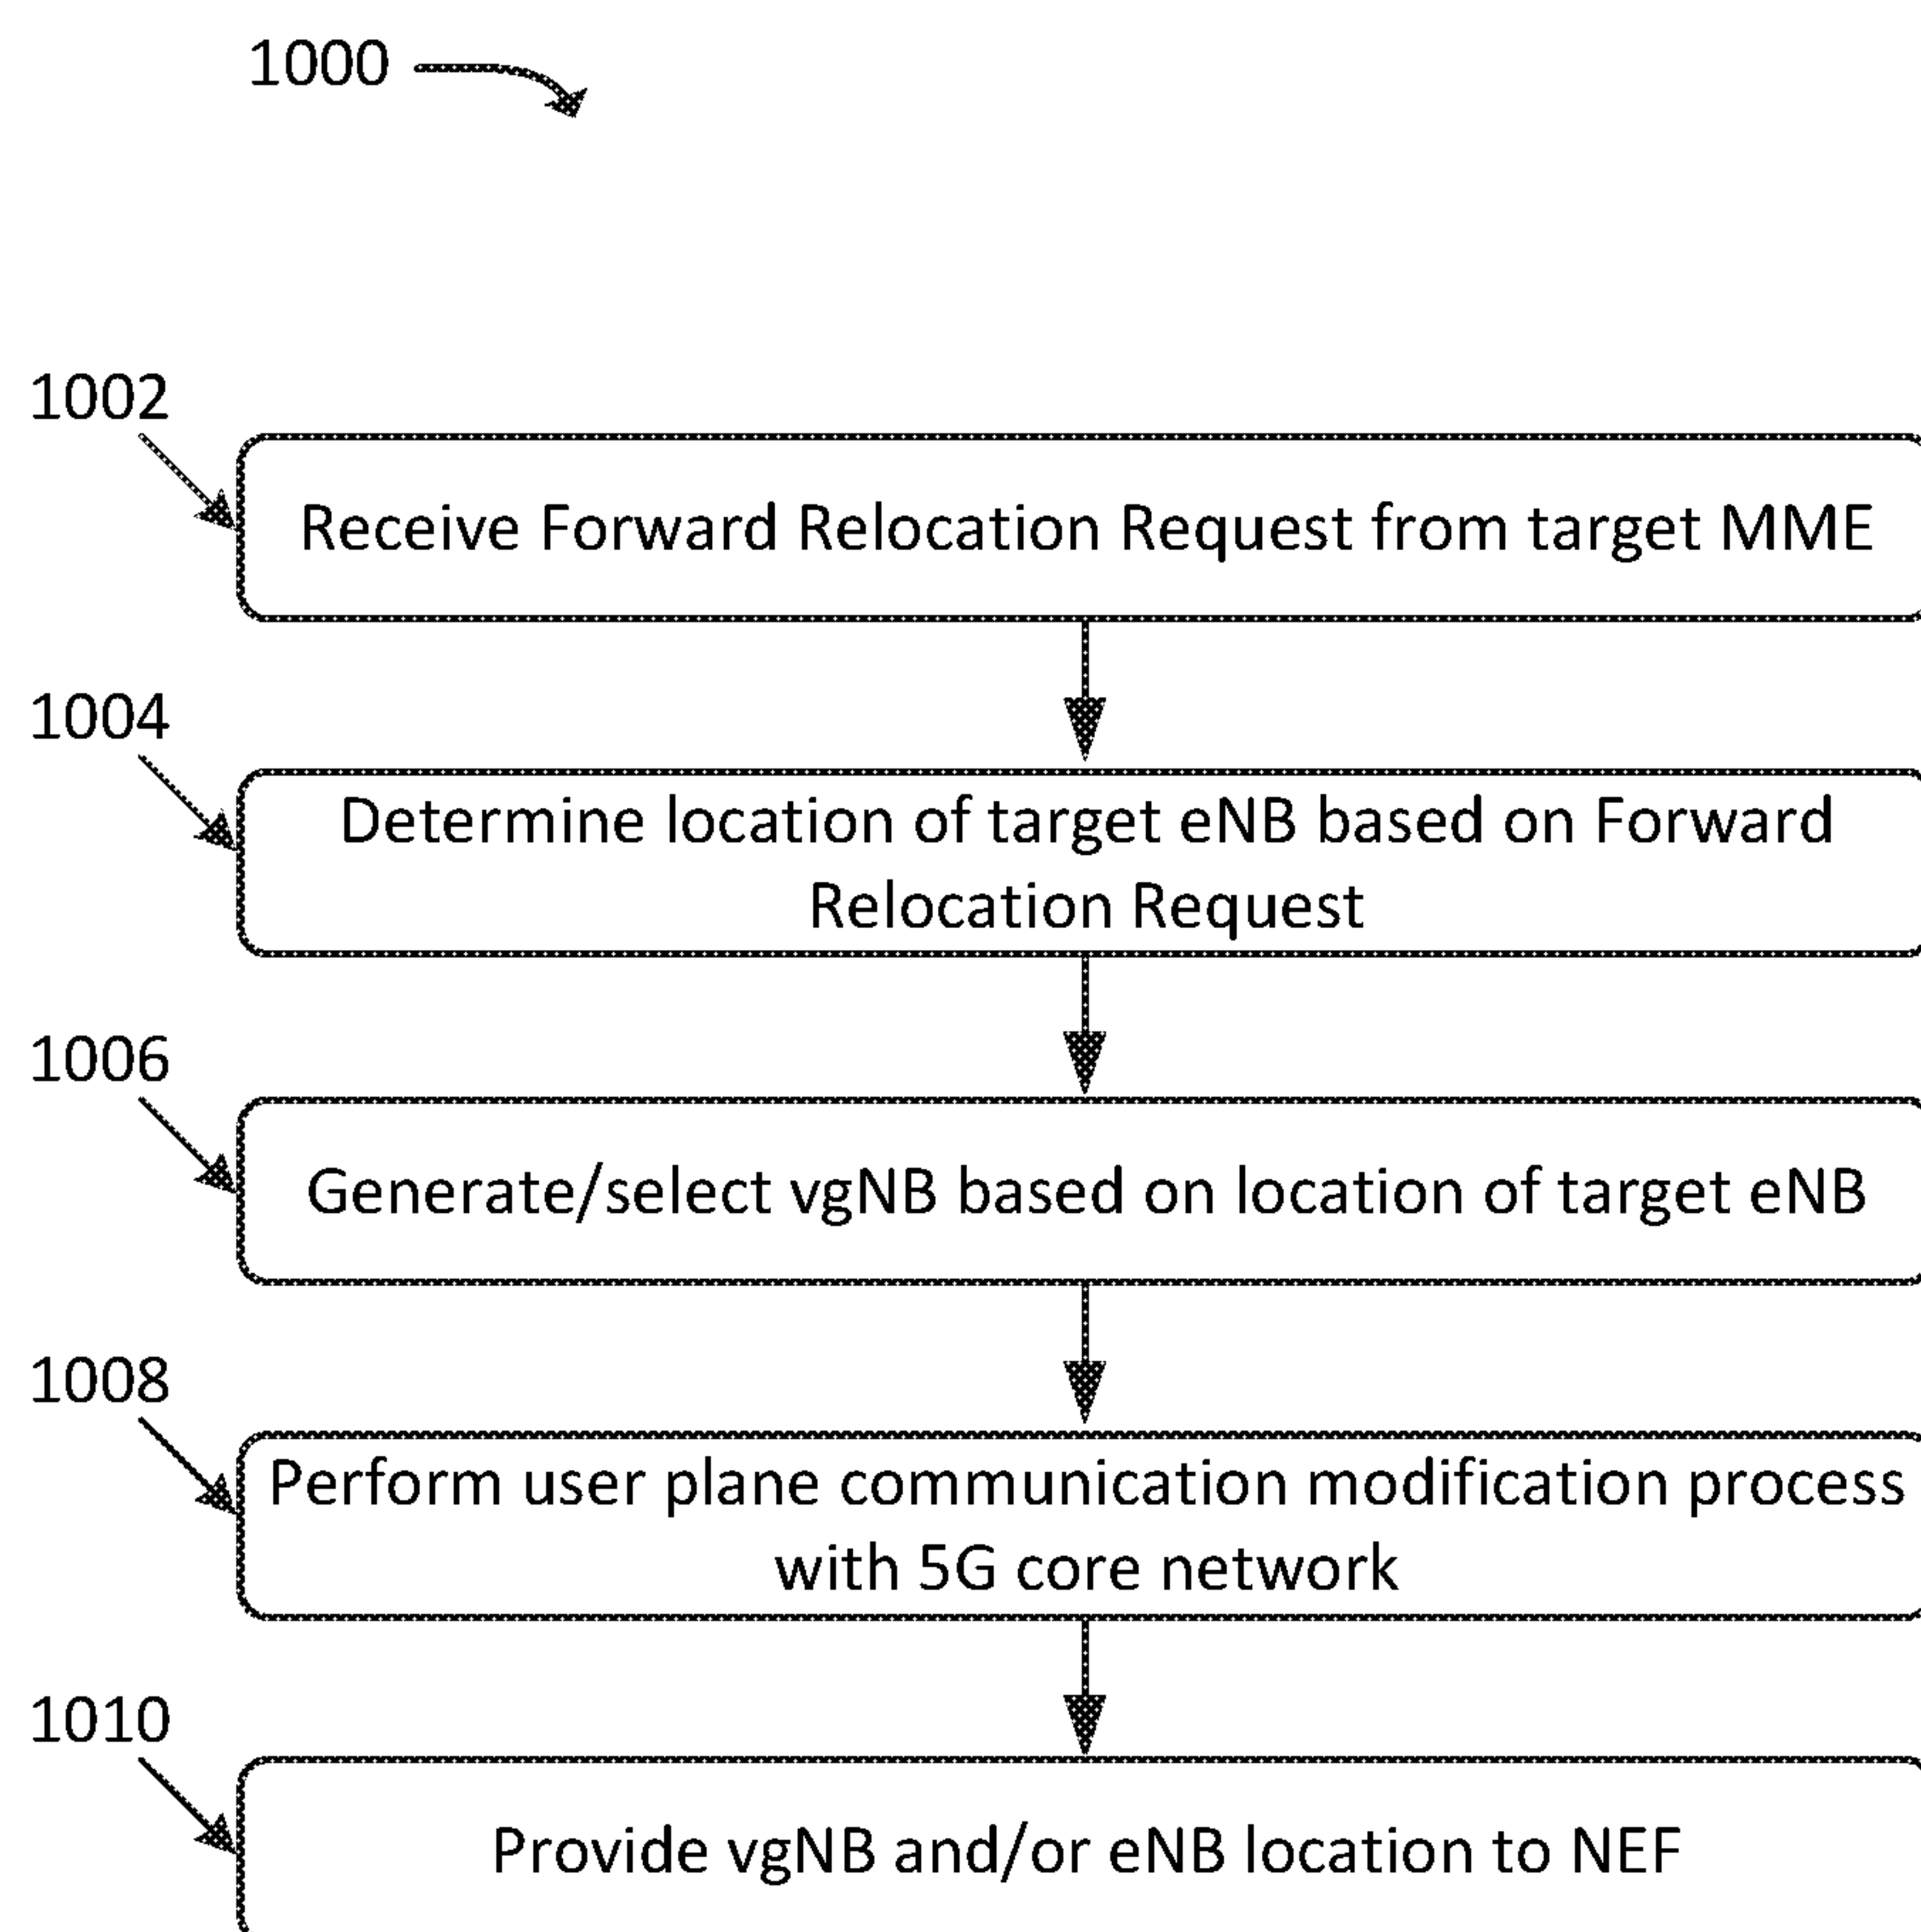 1000
1002
Receive Forward Relocation Request from target MME
1004
Determine location of target eNB based on Forward
Relocation Request
1006
Generate/select vgNB based on location of target eNB
1008
Perform user plane communication modification process
with 5G core network
1010
Provide vgNB and/or eNB location to NEF